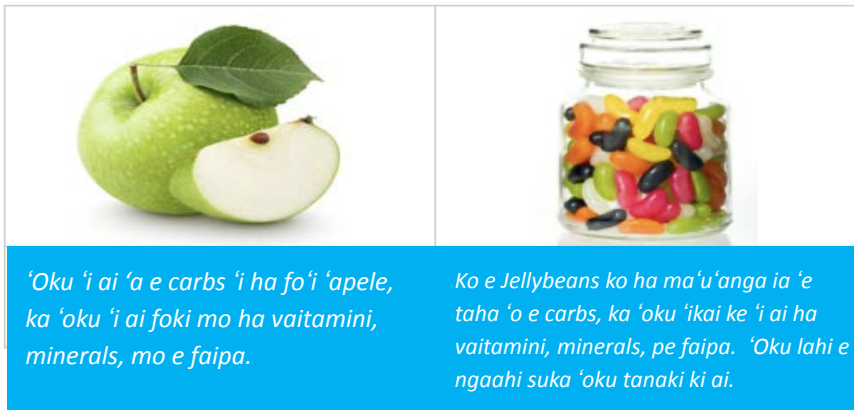 ʻOku ʻi ai ‘a e carbs ʻi ha foʻi ʻapele,
ka ʻoku ʻi ai foki mo ha vaitamini,
minerals, mo e faipa.
Ko e Jellybeans ko ha maʻuʻanga ia ʻe
taha ʻo e carbs, ka ʻoku ʻikai ke ʻi ai ha
vaitamini, minerals, pe faipa.  ʻOku lahi e
ngaahi suka ʻoku tanaki ki ai.